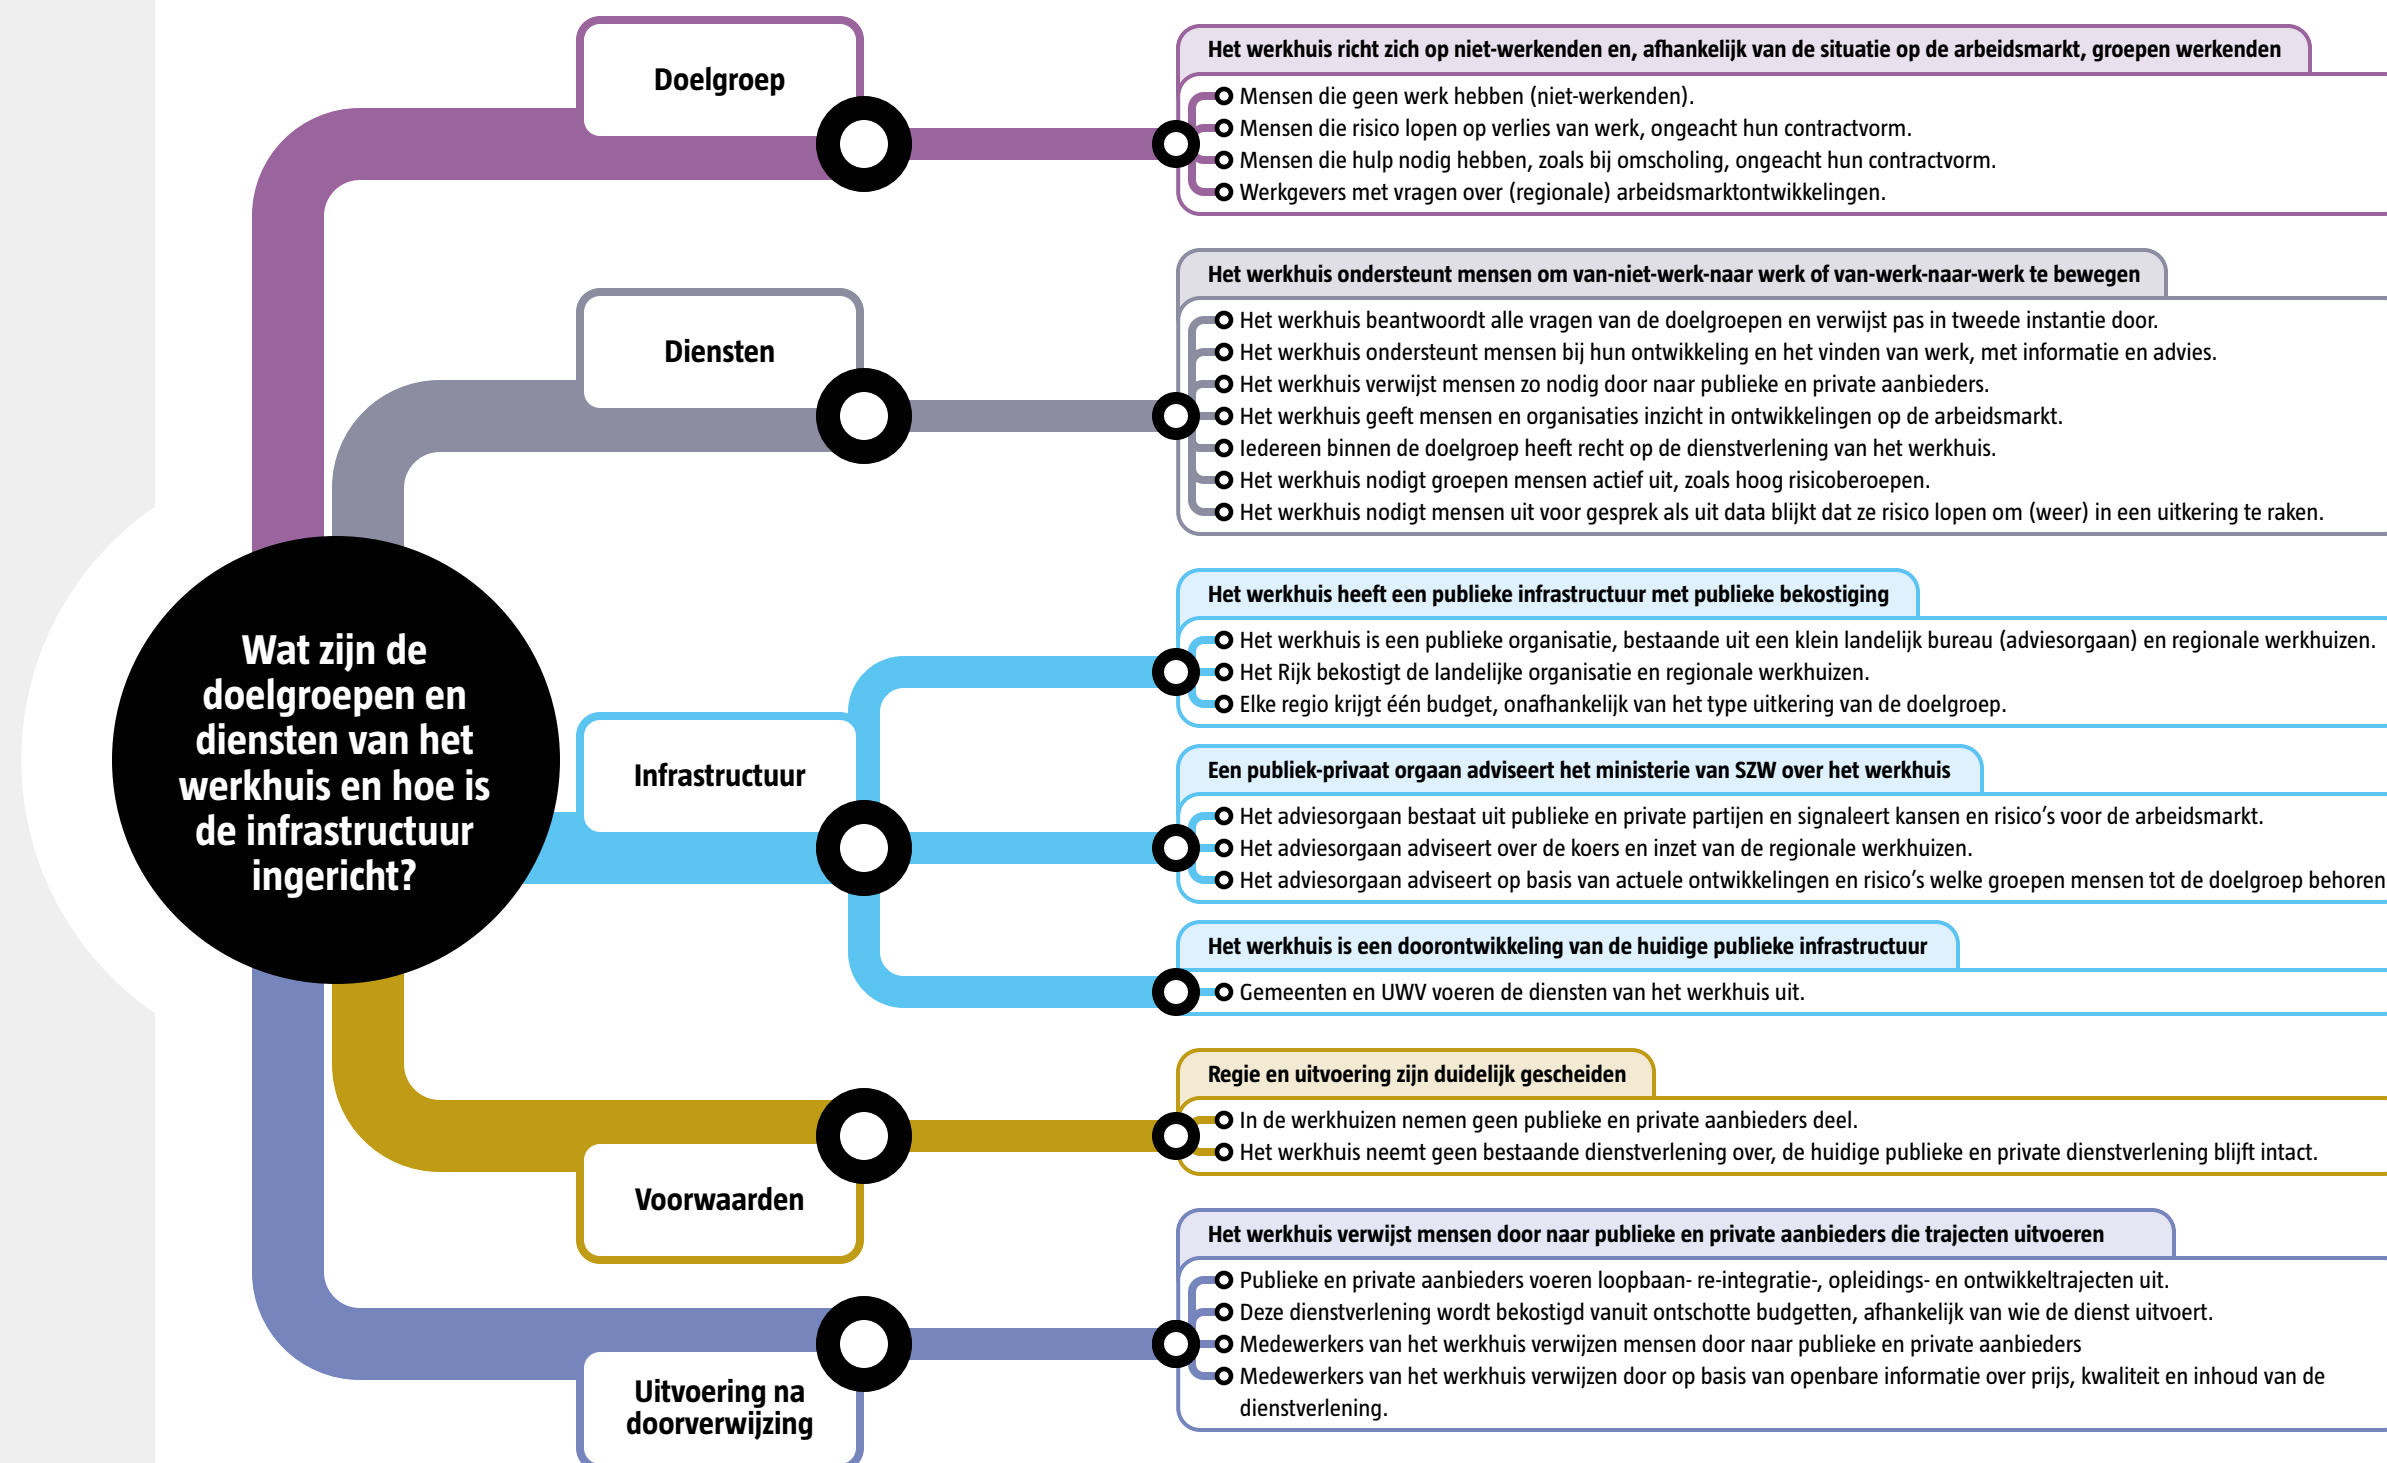 Wat zijn de
doelgroepen en
diensten van het
werkhuis en hoe is
de infrastructuur
ingericht?
Doelgroep
Het werkhuis richt zich op niet-werkenden en, afhankelijk van de situatie op de arbeidsmarkt, groepen werkenden
Mensen die geen werk hebben (niet-werkenden).
Mensen die risico lopen op verlies van werk, ongeacht hun contractvorm.
Mensen die hulp nodig hebben, zoals bij omscholing, ongeacht hun contractvorm.
Werkgevers met vragen over (regionale) arbeidsmarktontwikkelingen.
Diensten
Het werkhuis ondersteunt mensen om van-niet-werk-naar werk of van-werk-naar-werk te bewegen
Het werkhuis beantwoordt alle vragen van de doelgroepen en verwijst pas in tweede instantie door.
Het werkhuis ondersteunt mensen bij hun ontwikkeling en het vinden van werk, met informatie en advies.
Het werkhuis verwijst mensen zo nodig door naar publieke en private aanbieders.
Het werkhuis geeft mensen en organisaties inzicht in ontwikkelingen op de arbeidsmarkt.
Iedereen binnen de doelgroep heeft recht op de dienstverlening van het werkhuis.
Het werkhuis nodigt groepen mensen actief uit, zoals hoog risicoberoepen.
Het werkhuis nodigt mensen uit voor gesprek als uit data blijkt dat ze risico lopen om (weer) in een uitkering te raken.
Infrastructuur
Het werkhuis heeft een publieke infrastructuur met publieke bekostiging
Het werkhuis is een publieke organisatie, bestaande uit een klein landelijk bureau (adviesorgaan) en regionale werkhuizen.
Het Rijk bekostigt de landelijke organisatie en regionale werkhuizen.
Elke regio krijgt één budget, onafhankelijk van het type uitkering van de doelgroep.
Een publiek-privaat orgaan adviseert het ministerie van SZW over het werkhuis
Het adviesorgaan bestaat uit publieke en private partijen en signaleert kansen en risico's voor de arbeidsmarkt.
Het adviesorgaan adviseert over de koers en inzet van de regionale werkhuizen.
Het adviesorgaan adviseert op basis van actuele ontwikkelingen en risico's welke groepen mensen tot de doelgroep behoren
Het werkhuis is een doorontwikkeling van de huidige publieke infrastructuur
Gemeenten en UWV voeren de diensten van het werkhuis uit.
Voorwaarden
Regie en uitvoering zijn duidelijk gescheiden
In de werkhuizen nemen geen publieke en private aanbieders deel.
Het werkhuis neemt geen bestaande dienstverlening over, de huidige publieke en private dienstverlening blijft intact.
Uitvoering na
doorverwijzing
Het werkhuis verwijst mensen door naar publieke en private aanbieders die trajecten uitvoeren
Publieke en private aanbieders voeren loopbaan- re-integratie-, opleidings- en ontwikkeltrajecten uit.
Deze dienstverlening wordt bekostigd vanuit ontschotte budgetten, afhankelijk van wie de dienst uitvoert.
Medewerkers van het werkhuis verwijzen mensen door naar publieke en private aanbieders
Medewerkers van het werkhuis verwijzen door op basis van openbare informatie over prijs, kwaliteit en inhoud van de
dienstverlening.